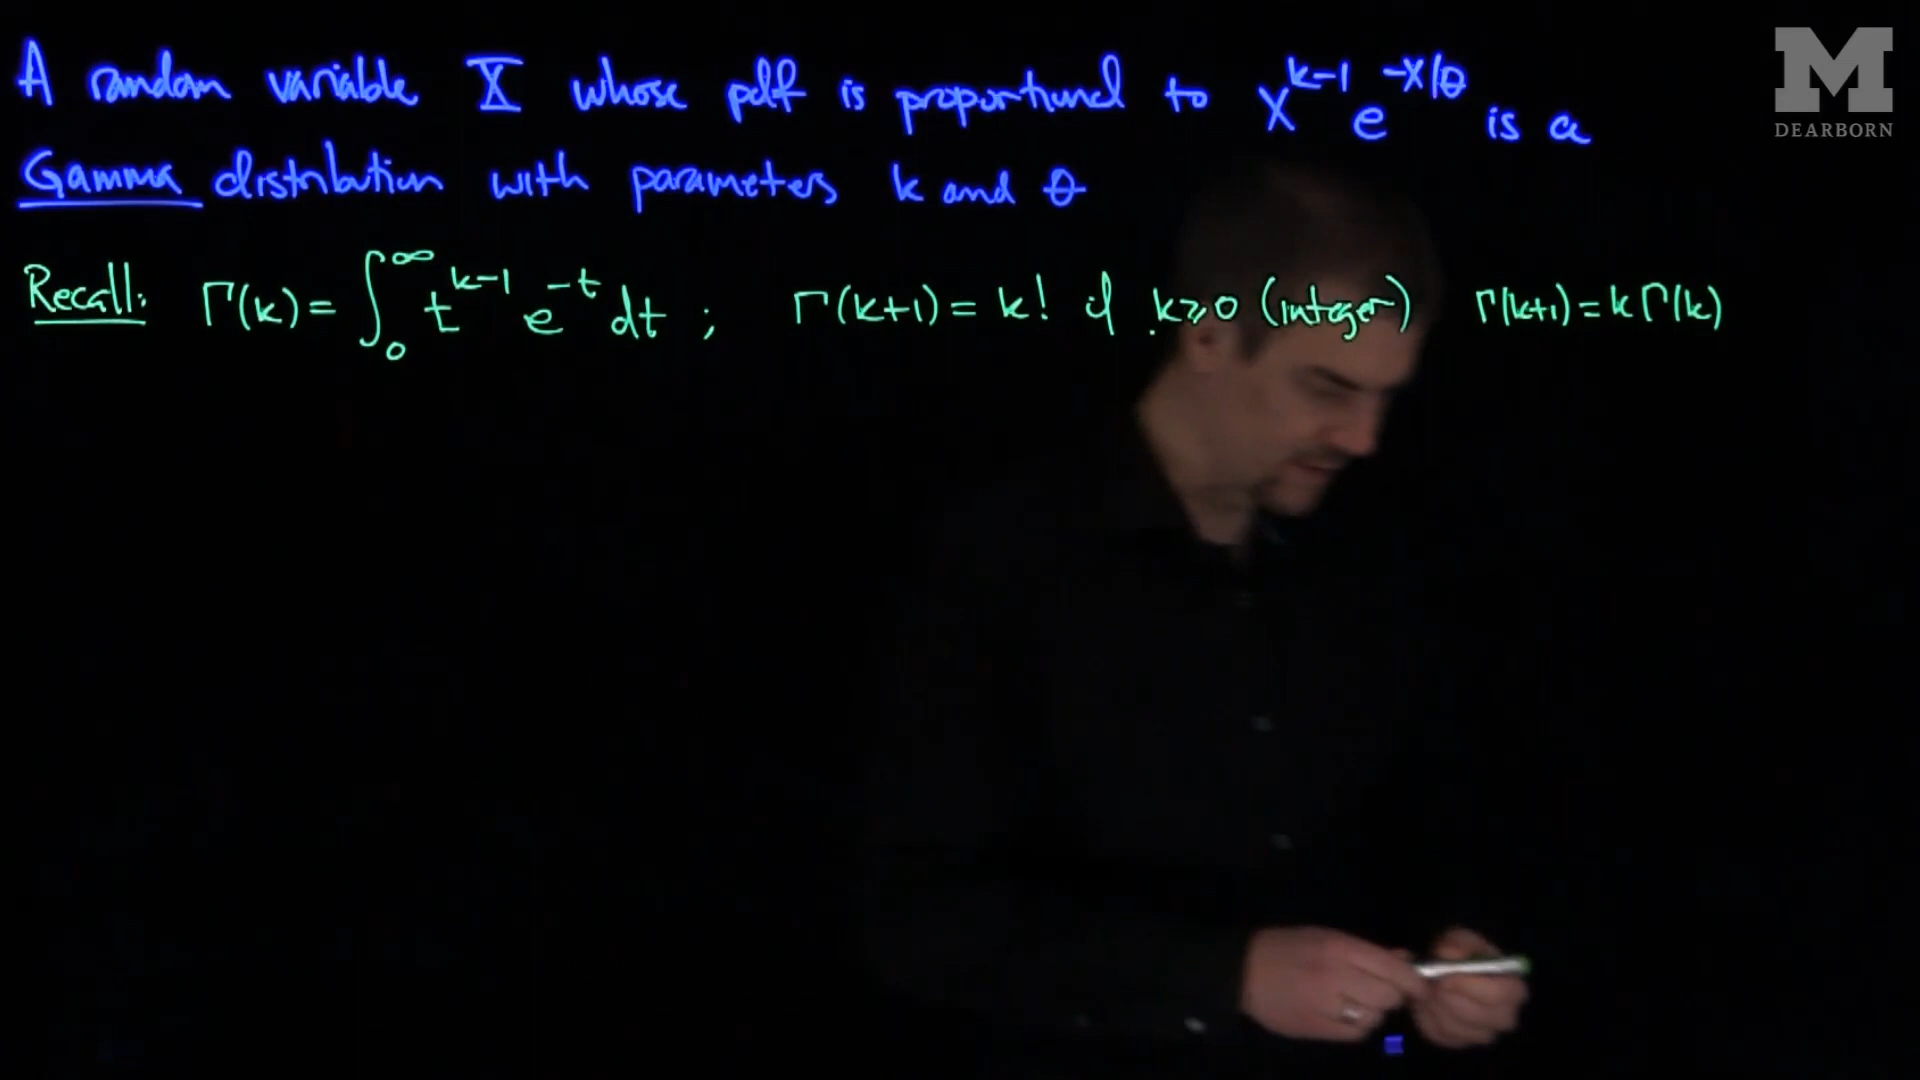 A random variable X whose pdf is proportional to x^{k-1} e^{-x/θ} is a
Gamma distribution with parameters k and θ
Recall: Γ(k) = ∫_0^∞ t^{k-1} e^{-t} dt ; Γ(k+1) = k! if k ≥ 0 (integer) Γ(k+1) = k Γ(k)
M
DEARBORN